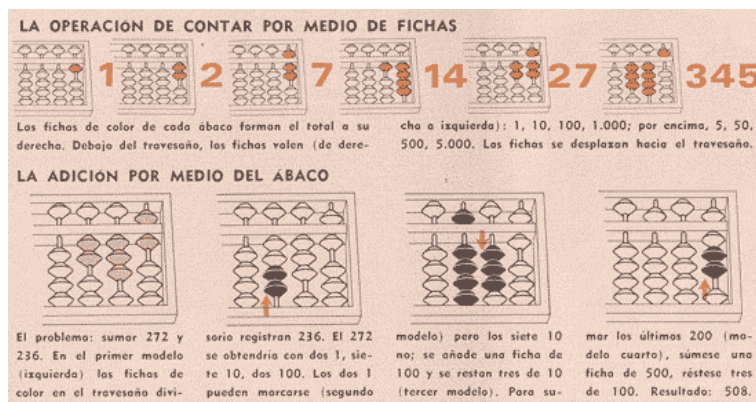 LA OPERACIÓN DE CONTAR POR MEDIO DE FICHAS
1 2 7 14 27 345
Las fichas de color de cada ábaco forman el total a su
derecha. Debajo del travesaño, las fichas valen (de dere-
cha a izquierda): 1, 10, 100, 1.000; por encima, 5, 50,
500, 5.000. Las fichas se desplazan hacia el travesaño.
LA ADICIÓN POR MEDIO DEL ÁBACO
El problema: sumar 272 y
236. En el primer modelo
(izquierda) las fichas de
color en el travesaño divi-
sorio registran 236. El 272
se obtendría con dos 1, sie-
te 10, dos 100. Los dos 1
pueden marcarse (segundo
modelo) pero los siete 10
no; se añade una ficha de
100 y se restan tres de 10
(tercer modelo). Para su-
mar los últimos 200 (mo-
delo cuarto), súmese una
ficha de 500, réstese tres
de 100. Resultado: 508.